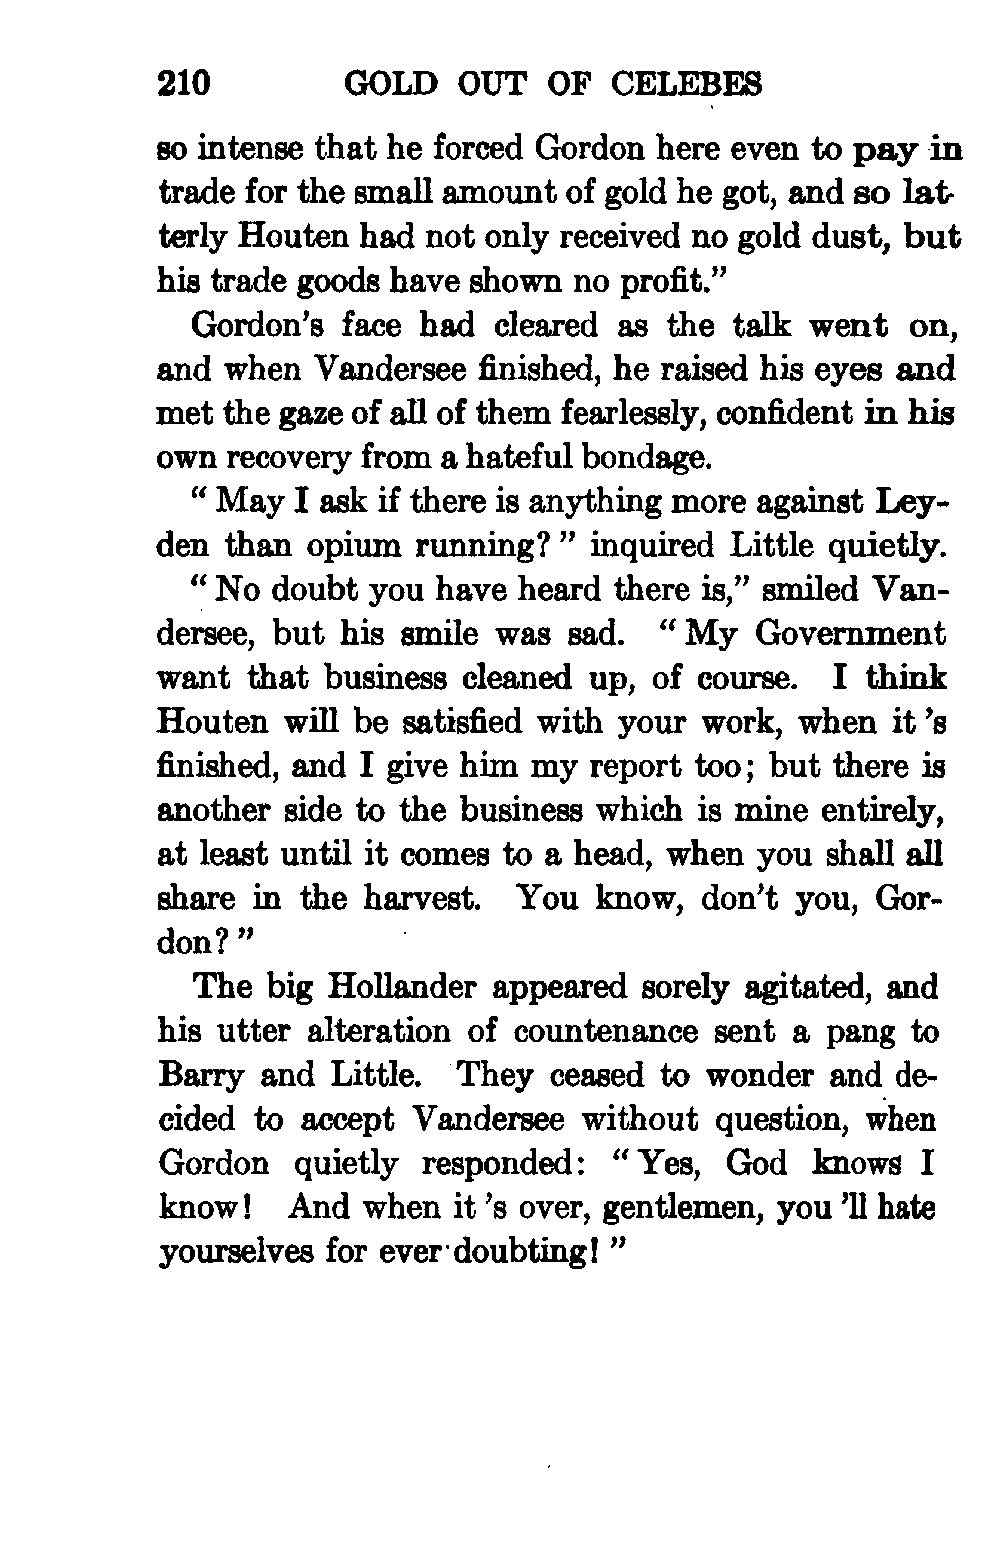 210 GOLD OUT OF CELEBES
so intense that he forced Gordon here even to pay in
trade for the small amount of gold he got, and so lat-
terly Houten had not only received no gold dust, but
his trade goods have shown no profit.”
Gordon’s face had cleared as the talk went on,
and when Vandersee finished, he raised his eyes and
met the gaze of all of them fearlessly, confident in his
own recovery from a hateful bondage.
“ May I ask if there is anything more against Ley-
den than opium running? ” inquired Little quietly.
“ No doubt you have heard there is,” smiled Van-
dersee, but his smile was sad. “ My Government
want that business cleaned up, of course. I think
Houten will be satisfied with your work, when it ’s
finished, and I give him my report too; but there is
another side to the business which is mine entirely,
at least until it comes to a head, when you shall all
share in the harvest. You know, don’t you, Gor-
don? ”
The big Hollander appeared sorely agitated, and
his utter alteration of countenance sent a pang to
Barry and Little. They ceased to wonder and de-
cided to accept Vandersee without question, when
Gordon quietly responded: “ Yes, God knows I
know! And when it ’s over, gentlemen, you ’ll hate
yourselves for ever doubting! ”